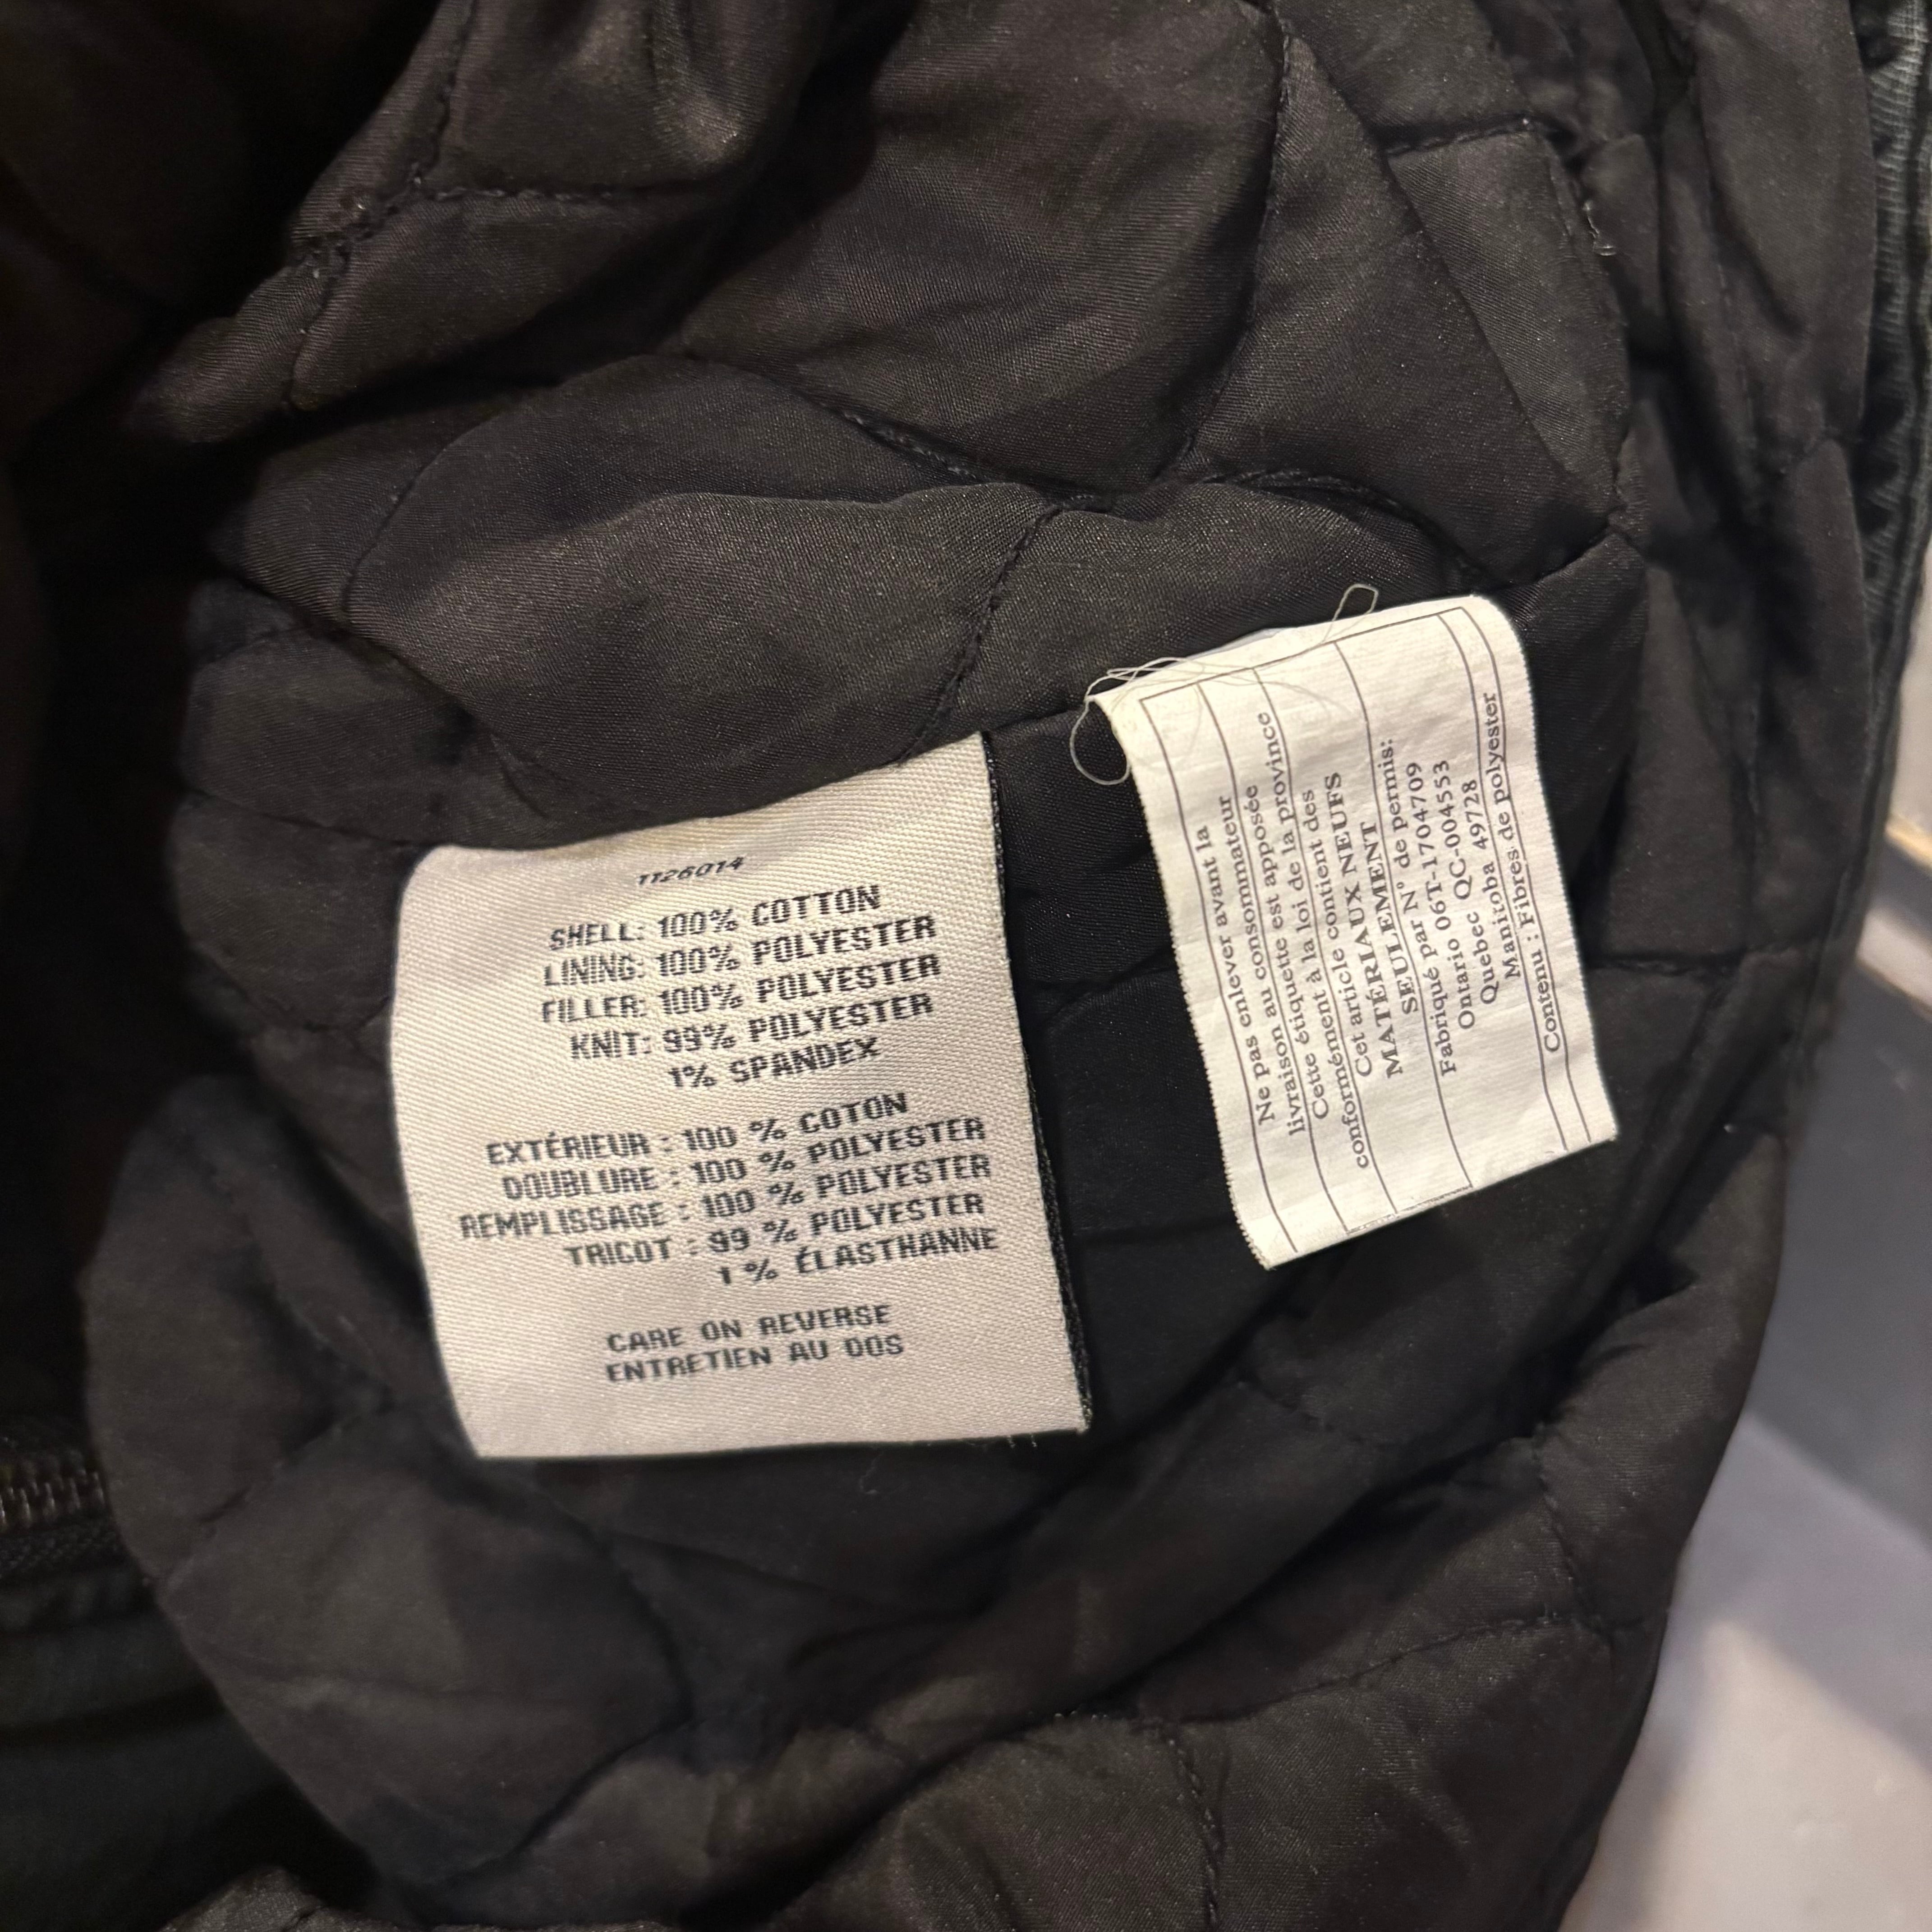 1126014
SHELL: 100% COTTON
LINING: 100% POLYESTER
FILLER: 100% POLYESTER
KNIT: 99% POLYESTER
1% SPANDEX
EXTÉRIEUR : 100 % COTON
DOUBLURE : 100 % POLYESTER
REMPLISSAGE : 100 % POLYESTER
TRICOT : 99 % POLYESTER
1 % ÉLASTHANNE
CARE ON REVERSE
ENTRETIEN AU DOS
Ne pas enlever avant la
livraison au consommateur
Cette étiquette est apposée
conformément à la loi de la province
Cet article contient des
MATÉRIAUX NEUFS
SEULEMENT
Fabriqué par N° de permis:
Ontario 06T-1704709
Quebec QC-004553
Maniroba 49728
Contenu : Fibres de polyester